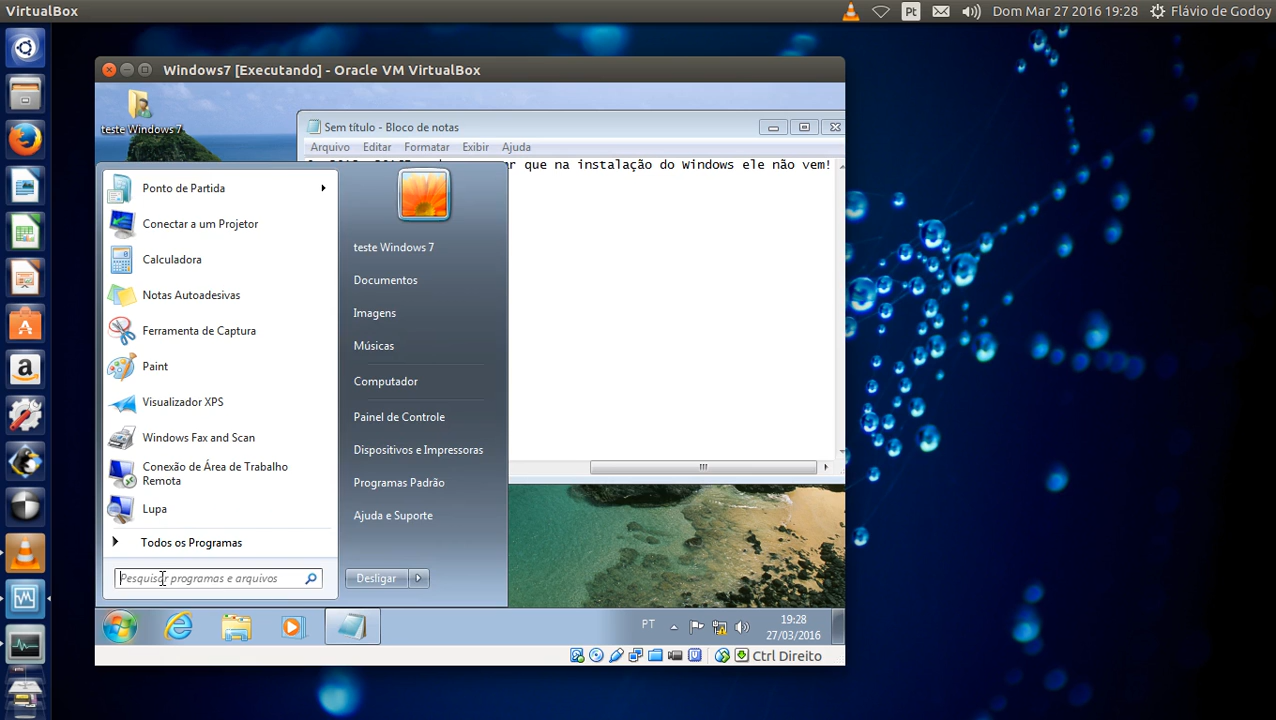 VirtualBox
Pt
Dom Mar 27 2016 19:28
Flávio de Godoy
Windows7 [Executando] - Oracle VM VirtualBox
teste Windows 7
Sem título - Bloco de notas
Arquivo Editar Formatar Exibir Ajuda
que na instalação do Windows ele não vem!
Ponto de Partida
Conectar a um Projetor
Calculadora
Notas Autoadesivas
Ferramenta de Captura
Paint
Visualizador XPS
Windows Fax and Scan
Conexão de Área de Trabalho
Remota
Lupa
Todos os Programas
Pesquisar programas e arquivos
teste Windows 7
Documentos
Imagens
Músicas
Computador
Painel de Controle
Dispositivos e Impressoras
Programas Padrão
Ajuda e Suporte
Desligar
PT
19:28
27/03/2016
Ctrl Direito